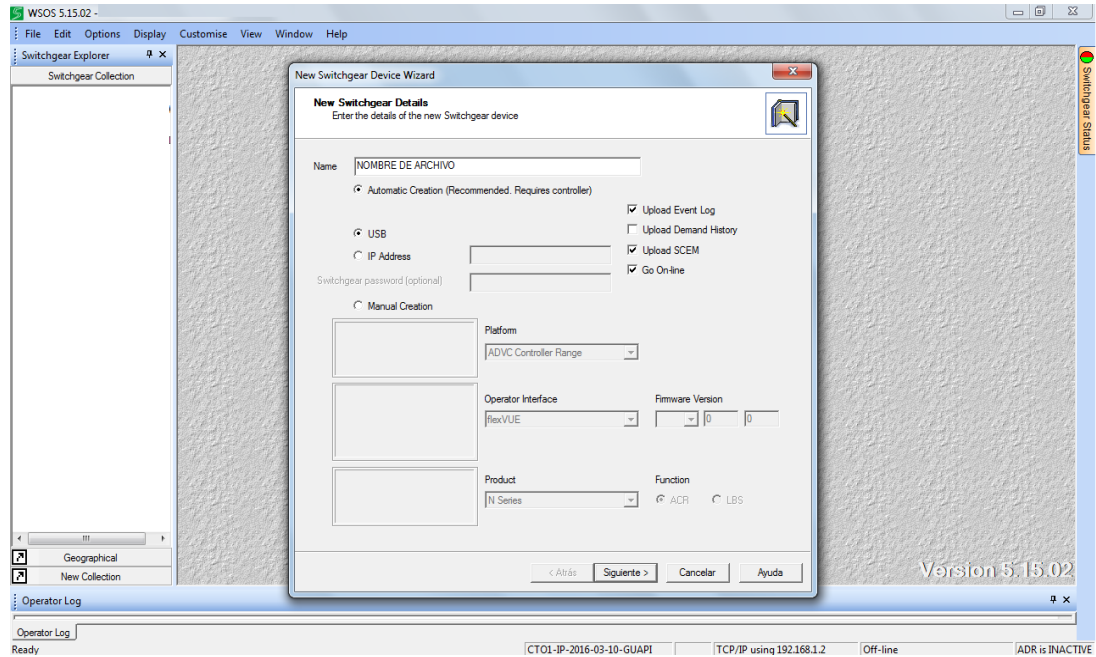 WSOS 5.15.02 -
File Edit Options Display Customise View Window Help
Switchgear Explorer
Switchgear Collection
New Switchgear Device Wizard
New Switchgear Details
Enter the details of the new Switchgear device
Name NOMBRE DE ARCHIVO
Automatic Creation (Recommended. Requires controller)
Upload Event Log
USB
Upload Demand History
IP Address
Upload SCEM
Go On-line
Switchgear password (optional)
Manual Creation
Platform
ADVC Controller Range
Operator Interface Firmware Version
flexVUE 0 0
Product Function
N Series ACR LBS
< Atrás Siguiente > Cancelar Ayuda
Switchgear Status
Geographical
New Collection
Version 5.15.02
Operator Log
Operator Log
Ready CTO1-IP-2016-03-10-GUAPI TCP/IP using 192.168.1.2 Off-line ADR is INACTIVE